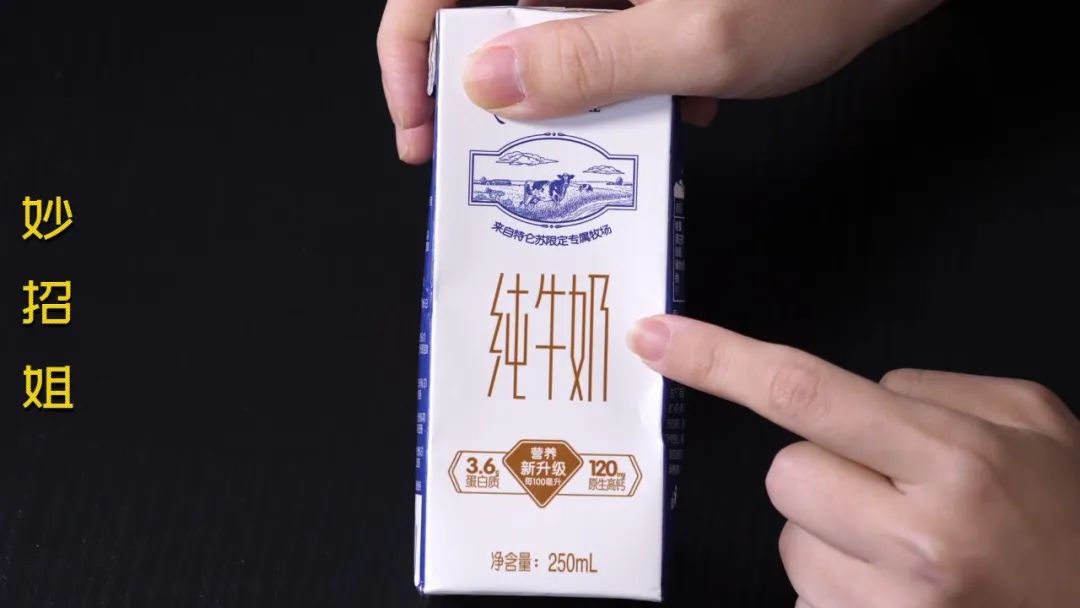 妙招姐
来自特仑苏限定专属牧场
纯牛奶
营养
新升级
每100毫升
3.6g
蛋白质
120mg
原生高钙
净含量：250mL